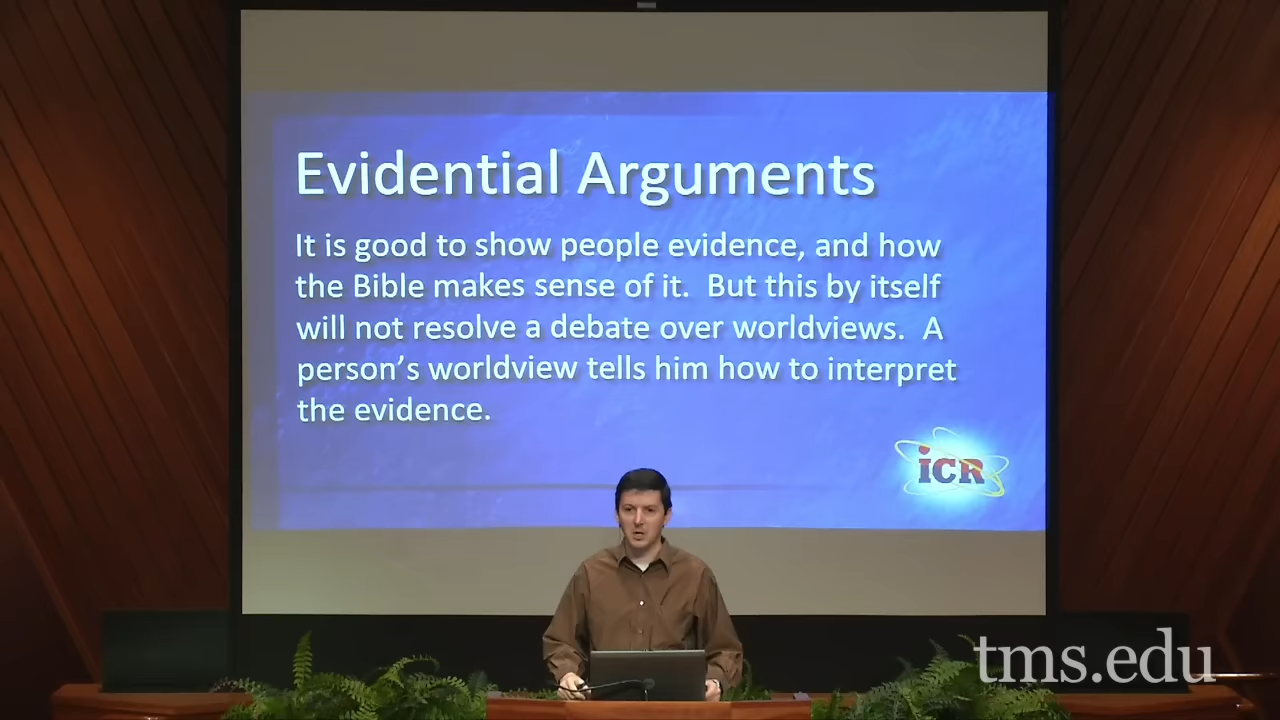 Evidential Arguments
It is good to show people evidence, and how
the Bible makes sense of it.  But this by itself
will not resolve a debate over worldviews.  A
person's worldview tells him how to interpret
the evidence.
iCR
tms.edu